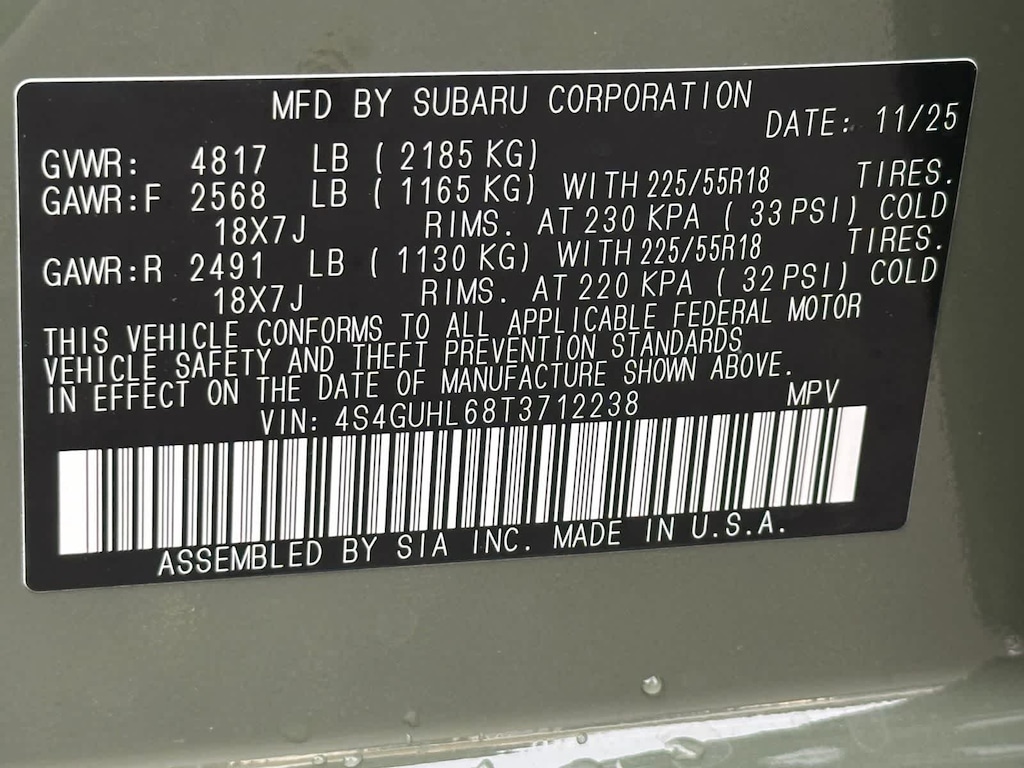 MFD BY SUBARU CORPORATION
DATE: 11/25
GVWR: 4817 LB ( 2185 KG)
GAWR:F 2568 LB ( 1165 KG) WITH 225/55R18 TIRES.
18X7J RIMS. AT 230 KPA ( 33 PSI) COLD
GAWR:R 2491 LB ( 1130 KG) WITH 225/55R18 TIRES.
18X7J RIMS. AT 220 KPA ( 32 PSI) COLD
THIS VEHICLE CONFORMS TO ALL APPLICABLE FEDERAL MOTOR
VEHICLE SAFETY AND THEFT PREVENTION STANDARDS
IN EFFECT ON THE DATE OF MANUFACTURE SHOWN ABOVE.
VIN: 4S4GUHL68T3712238 MPV
ASSEMBLED BY SIA INC. MADE IN U.S.A.